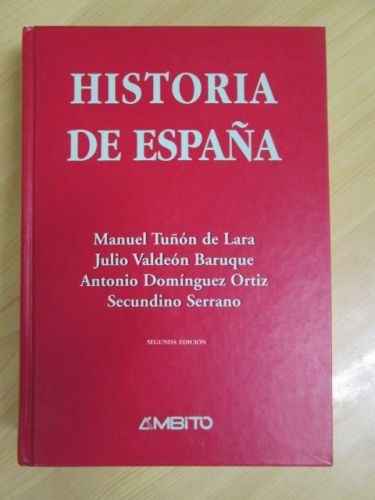 HISTORIA
DE ESPAÑA
Manuel Tuñón de Lara
Julio Valdeón Baruque
Antonio Domínguez Ortiz
Secundino Serrano
SEGUNDA EDICIÓN
ÁMBITO